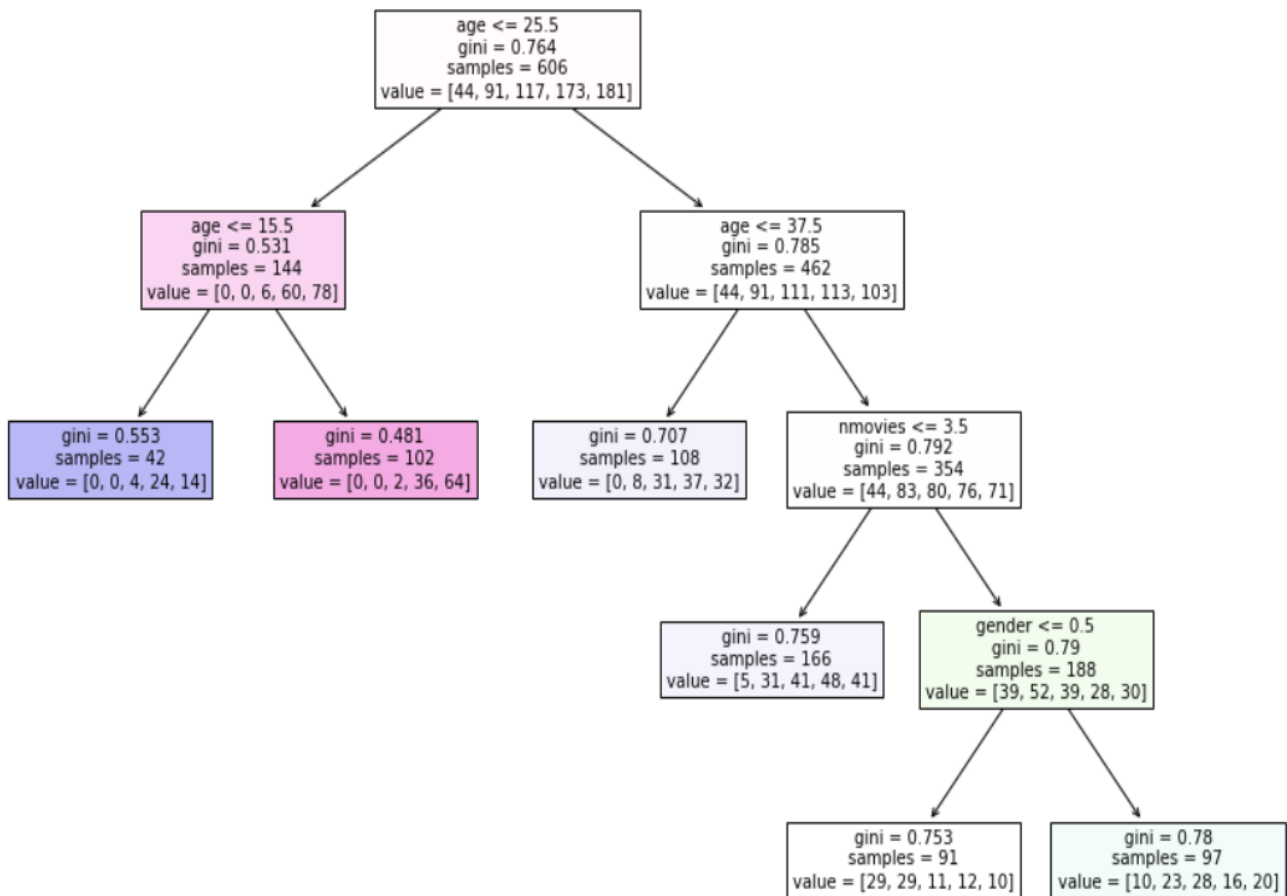 age <= 25.5
gini = 0.764
samples = 606
value = [44, 91, 117, 173, 181]
age <= 15.5
gini = 0.531
samples = 144
value = [0, 0, 6, 60, 78]
age <= 37.5
gini = 0.785
samples = 462
value = [44, 91, 111, 113, 103]
gini = 0.553
samples = 42
value = [0, 0, 4, 24, 14]
gini = 0.481
samples = 102
value = [0, 0, 2, 36, 64]
gini = 0.707
samples = 108
value = [0, 8, 31, 37, 32]
nmovies <= 3.5
gini = 0.792
samples = 354
value = [44, 83, 80, 76, 71]
gini = 0.759
samples = 166
value = [5, 31, 41, 48, 41]
gender <= 0.5
gini = 0.79
samples = 188
value = [39, 52, 39, 28, 30]
gini = 0.753
samples = 91
value = [29, 29, 11, 12, 10]
gini = 0.78
samples = 97
value = [10, 23, 28, 16, 20]